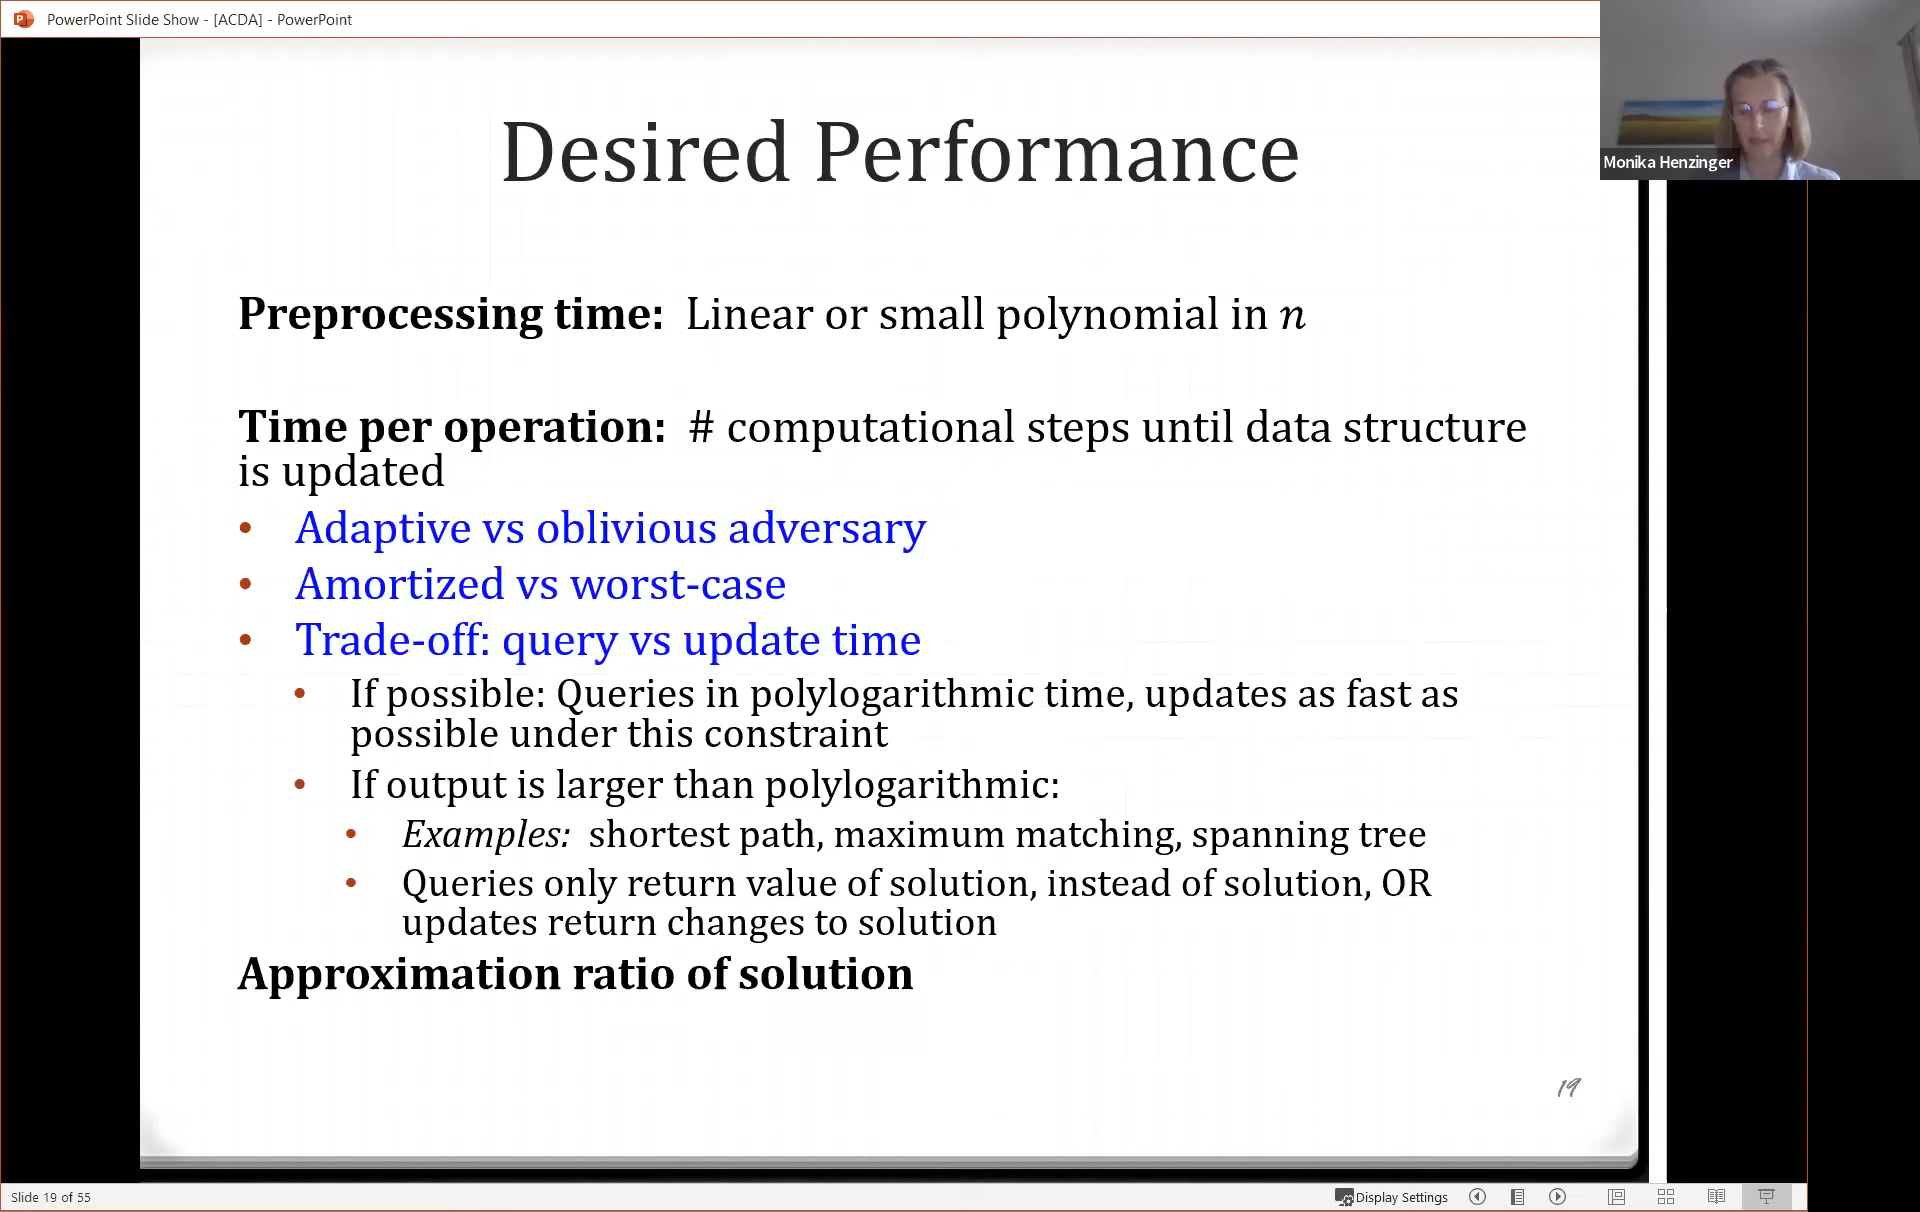 PowerPoint Slide Show - [ACDA] - PowerPoint
Monika Henzinger
Desired Performance
Preprocessing time: Linear or small polynomial in n
Time per operation: # computational steps until data structure
is updated
• Adaptive vs oblivious adversary
• Amortized vs worst-case
• Trade-off: query vs update time
• If possible: Queries in polylogarithmic time, updates as fast as
possible under this constraint
• If output is larger than polylogarithmic:
• Examples: shortest path, maximum matching, spanning tree
• Queries only return value of solution, instead of solution, OR
updates return changes to solution
Approximation ratio of solution
19
Slide 19 of 55
Display Settings